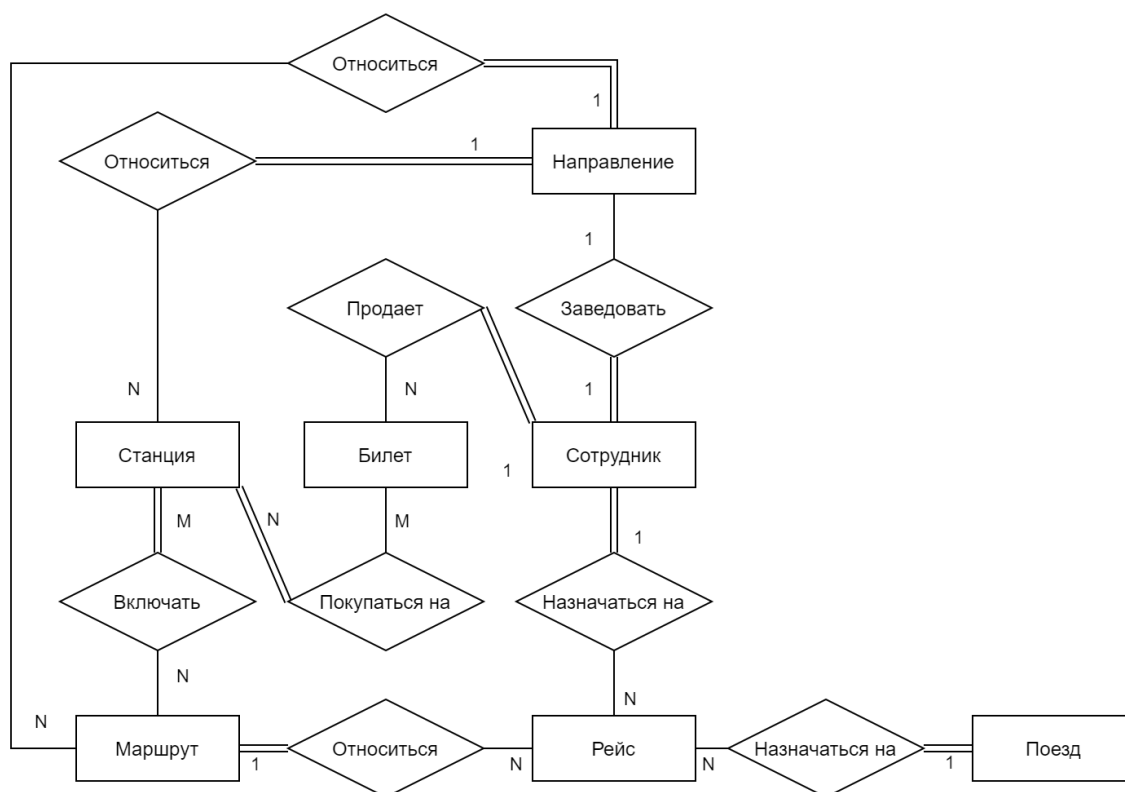 Относиться
1
Относиться
1
Направление
1
Продает
Заведовать
N
N
1
Станция
Билет
Сотрудник
1
M
N
M
1
Включать
Покупаться на
Назначаться на
N
N
N
Маршрут
1
Относиться
N
Рейс
N
Назначаться на
1
Поезд